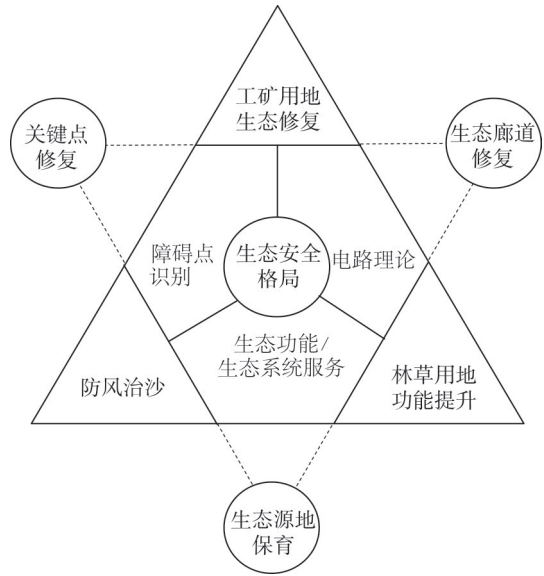 工矿用地
生态修复
关键点
修复
生态廊道
修复
障碍点
识别
生态安全
格局
电路理论
生态功能/
生态系统服务
防风治沙
林草用地
功能提升
生态源地
保育